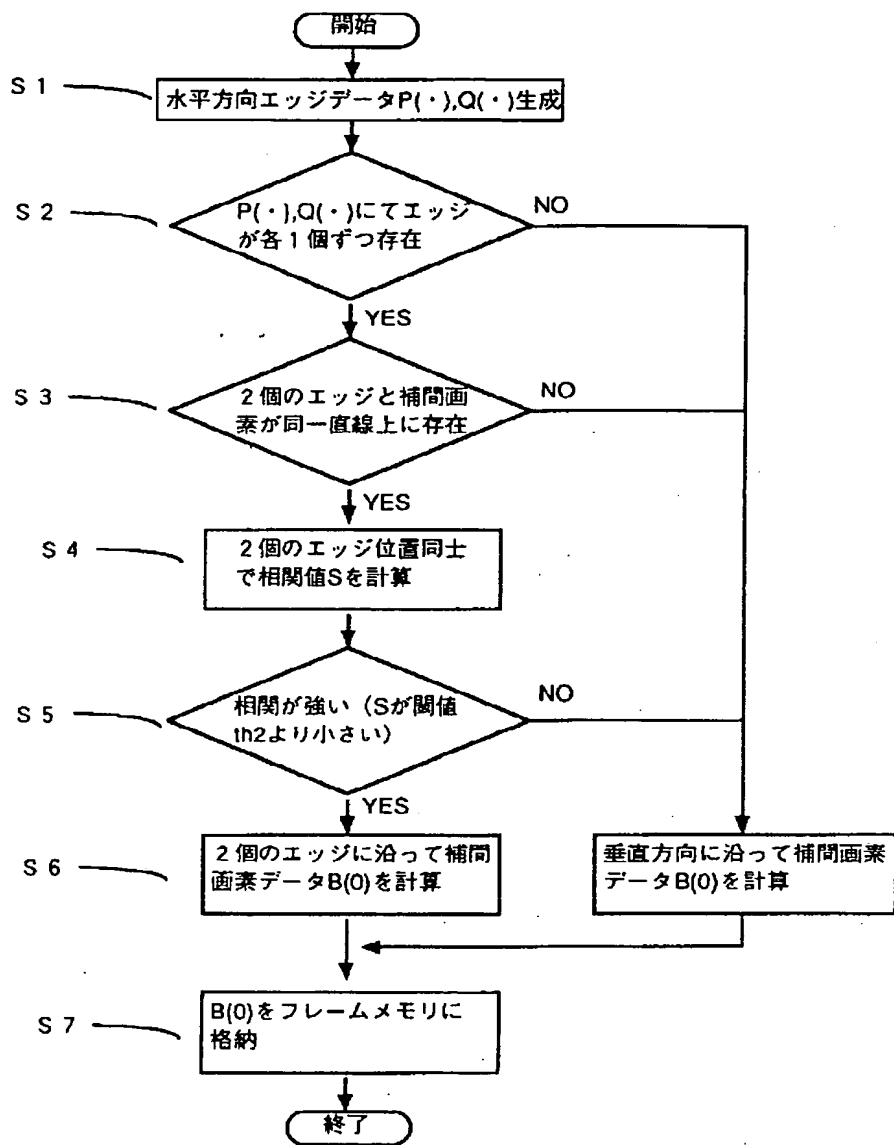 開始
S 1
水平方向エッジデータP(・),Q(・)生成
S 2
P(・),Q(・)にてエッジ
が各1個ずつ存在
NO
YES
S 3
2個のエッジと補間画
素が同一直線上に存在
NO
YES
S 4
2個のエッジ位置同士
で相関値Sを計算
S 5
相関が強い（Sが閾値
th2より小さい）
NO
YES
S 6
2個のエッジに沿って補間
画素データB(0)を計算
垂直方向に沿って補間画素
データB(0)を計算
S 7
B(0)をフレームメモリに
格納
終了